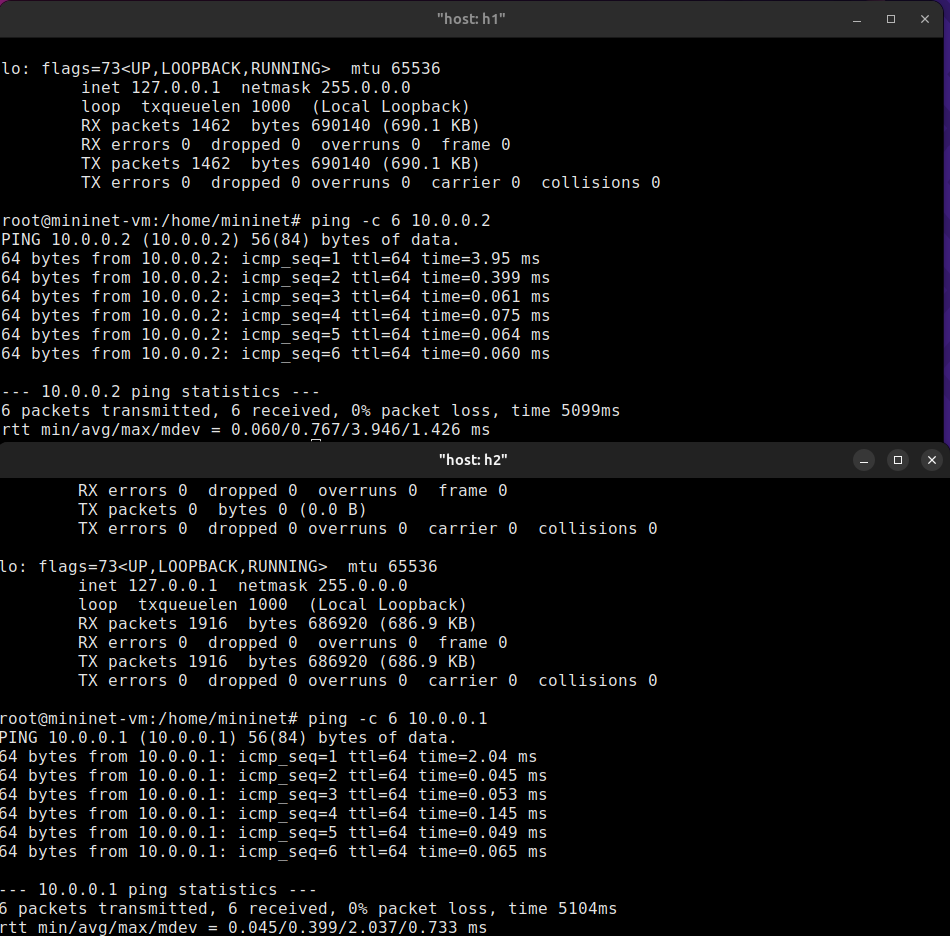 "host: h1"
lo: flags=73<UP,LOOPBACK,RUNNING>  mtu 65536
        inet 127.0.0.1  netmask 255.0.0.0
        loop  txqueuelen 1000  (Local Loopback)
        RX packets 1462  bytes 690140 (690.1 KB)
        RX errors 0  dropped 0  overruns 0  frame 0
        TX packets 1462  bytes 690140 (690.1 KB)
        TX errors 0  dropped 0 overruns 0  carrier 0  collisions 0
root@mininet-vm:/home/mininet# ping -c 6 10.0.0.2
PING 10.0.0.2 (10.0.0.2) 56(84) bytes of data.
64 bytes from 10.0.0.2: icmp_seq=1 ttl=64 time=3.95 ms
64 bytes from 10.0.0.2: icmp_seq=2 ttl=64 time=0.399 ms
64 bytes from 10.0.0.2: icmp_seq=3 ttl=64 time=0.061 ms
64 bytes from 10.0.0.2: icmp_seq=4 ttl=64 time=0.075 ms
64 bytes from 10.0.0.2: icmp_seq=5 ttl=64 time=0.064 ms
64 bytes from 10.0.0.2: icmp_seq=6 ttl=64 time=0.060 ms
--- 10.0.0.2 ping statistics ---
6 packets transmitted, 6 received, 0% packet loss, time 5099ms
rtt min/avg/max/mdev = 0.060/0.767/3.946/1.426 ms
"host: h2"
        RX errors 0  dropped 0  overruns 0  frame 0
        TX packets 0  bytes 0 (0.0 B)
        TX errors 0  dropped 0 overruns 0  carrier 0  collisions 0
lo: flags=73<UP,LOOPBACK,RUNNING>  mtu 65536
        inet 127.0.0.1  netmask 255.0.0.0
        loop  txqueuelen 1000  (Local Loopback)
        RX packets 1916  bytes 686920 (686.9 KB)
        RX errors 0  dropped 0  overruns 0  frame 0
        TX packets 1916  bytes 686920 (686.9 KB)
        TX errors 0  dropped 0 overruns 0  carrier 0  collisions 0
root@mininet-vm:/home/mininet# ping -c 6 10.0.0.1
PING 10.0.0.1 (10.0.0.1) 56(84) bytes of data.
64 bytes from 10.0.0.1: icmp_seq=1 ttl=64 time=2.04 ms
64 bytes from 10.0.0.1: icmp_seq=2 ttl=64 time=0.045 ms
64 bytes from 10.0.0.1: icmp_seq=3 ttl=64 time=0.053 ms
64 bytes from 10.0.0.1: icmp_seq=4 ttl=64 time=0.145 ms
64 bytes from 10.0.0.1: icmp_seq=5 ttl=64 time=0.049 ms
64 bytes from 10.0.0.1: icmp_seq=6 ttl=64 time=0.065 ms
--- 10.0.0.1 ping statistics ---
6 packets transmitted, 6 received, 0% packet loss, time 5104ms
rtt min/avg/max/mdev = 0.045/0.399/2.037/0.733 ms